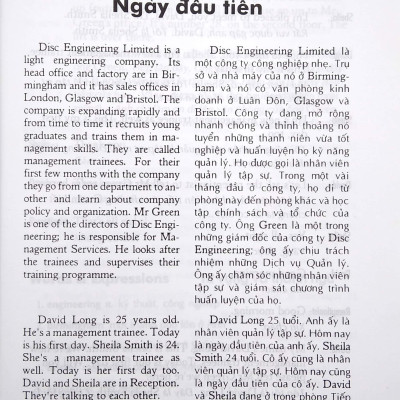 Ngày đầu tiên
Disc Engineering Limited is a
light engineering company. Its
head office and factory are in Bir-
mingham and it has sales offices in
London, Glasgow and Bristol. The
company is expanding rapidly and
from time to time it recruits young
graduates and trains them in ma-
nagement skills. They are called
management trainees. For their
first few months with the company
they go from one department to an-
other and learn about company
policy and organization. Mr Green
is one of the directors of Disc Engi-
neering; he is responsible for Ma-
nagement Services. He looks after
the trainees and supervises their
training programme.
David Long is 25 years old.
He's a management trainee. Today
is his first day. Sheila Smith is 24.
She's a management trainee as
well. Today is her first day too.
David and Sheila are in Reception.
They're talking to each other.
Disc Engineering Limited là
một công ty công nghiệp nhẹ. Trụ
sở và nhà máy của nó ở Birming-
ham và nó có văn phòng kinh
doanh ở Luân Đôn, Glasgow và
Bristol. Công ty đang mở rộng
nhanh chóng và thỉnh thoảng nó
tuyển những thanh niên vừa tốt
nghiệp và huấn luyện họ kỹ năng
quản lý. Họ được gọi là nhân viên
quản lý tập sự. Trong một vài
tháng đầu ở công ty, họ đi từ
phòng này đến phòng khác và học
tập chính sách và tổ chức của
công ty. Ông Green là một trong
những giám đốc của công ty Disc
Engineering; ông ấy chịu trách
nhiệm những Dịch vụ Quản lý.
Ông ấy chăm sóc những nhân viên
tập sự và giám sát chương trình
huấn luyện của họ.
David Long 25 tuổi. Anh ấy là
nhân viên quản lý tập sự. Hôm nay
là ngày đầu tiên của anh ấy. Sheila
Smith 24 tuổi. Cô ấy cũng là nhân
viên quản lý tập sự. Hôm nay cũng
là ngày đầu tiên của cô ấy. David
và Sheila đang ở trong phòng Tiếp